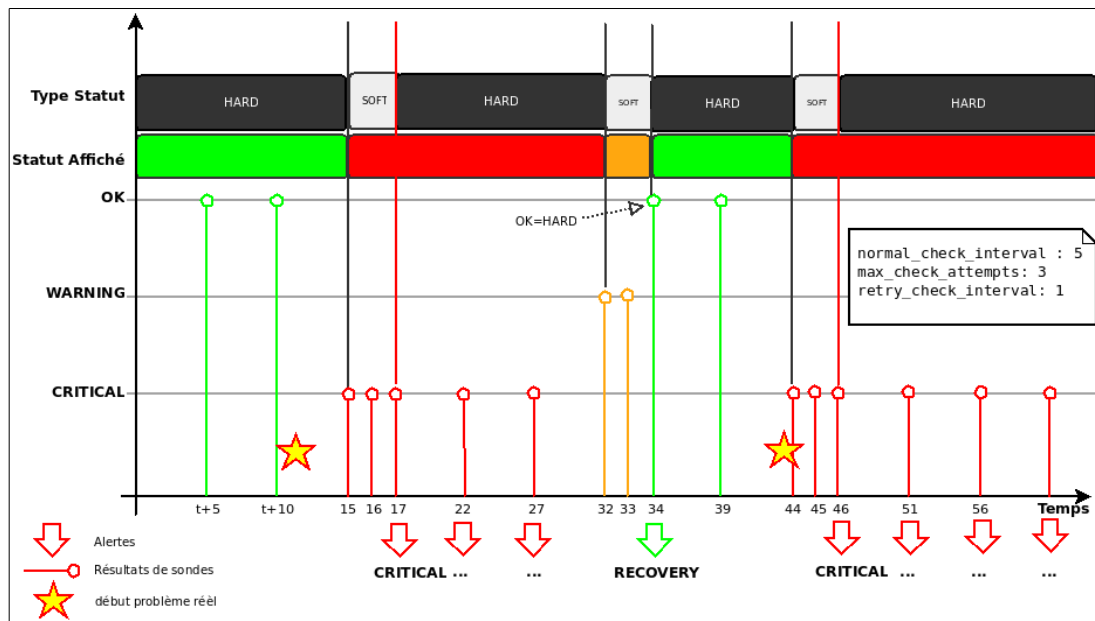 Type Statut
HARD
SOFT
HARD
SOFT
HARD
SOFT
HARD
Statut Affiché
OK
OK=HARD
normal_check_interval : 5
max_check_attempts: 3
retry_check_interval: 1
WARNING
CRITICAL
t+5 t+10 15 16 17 22 27 32 33 34 39 44 45 46 51 56 Temps
Alertes
CRITICAL ... ... RECOVERY CRITICAL ... ... ...
Résultats de sondes
début problème réèl